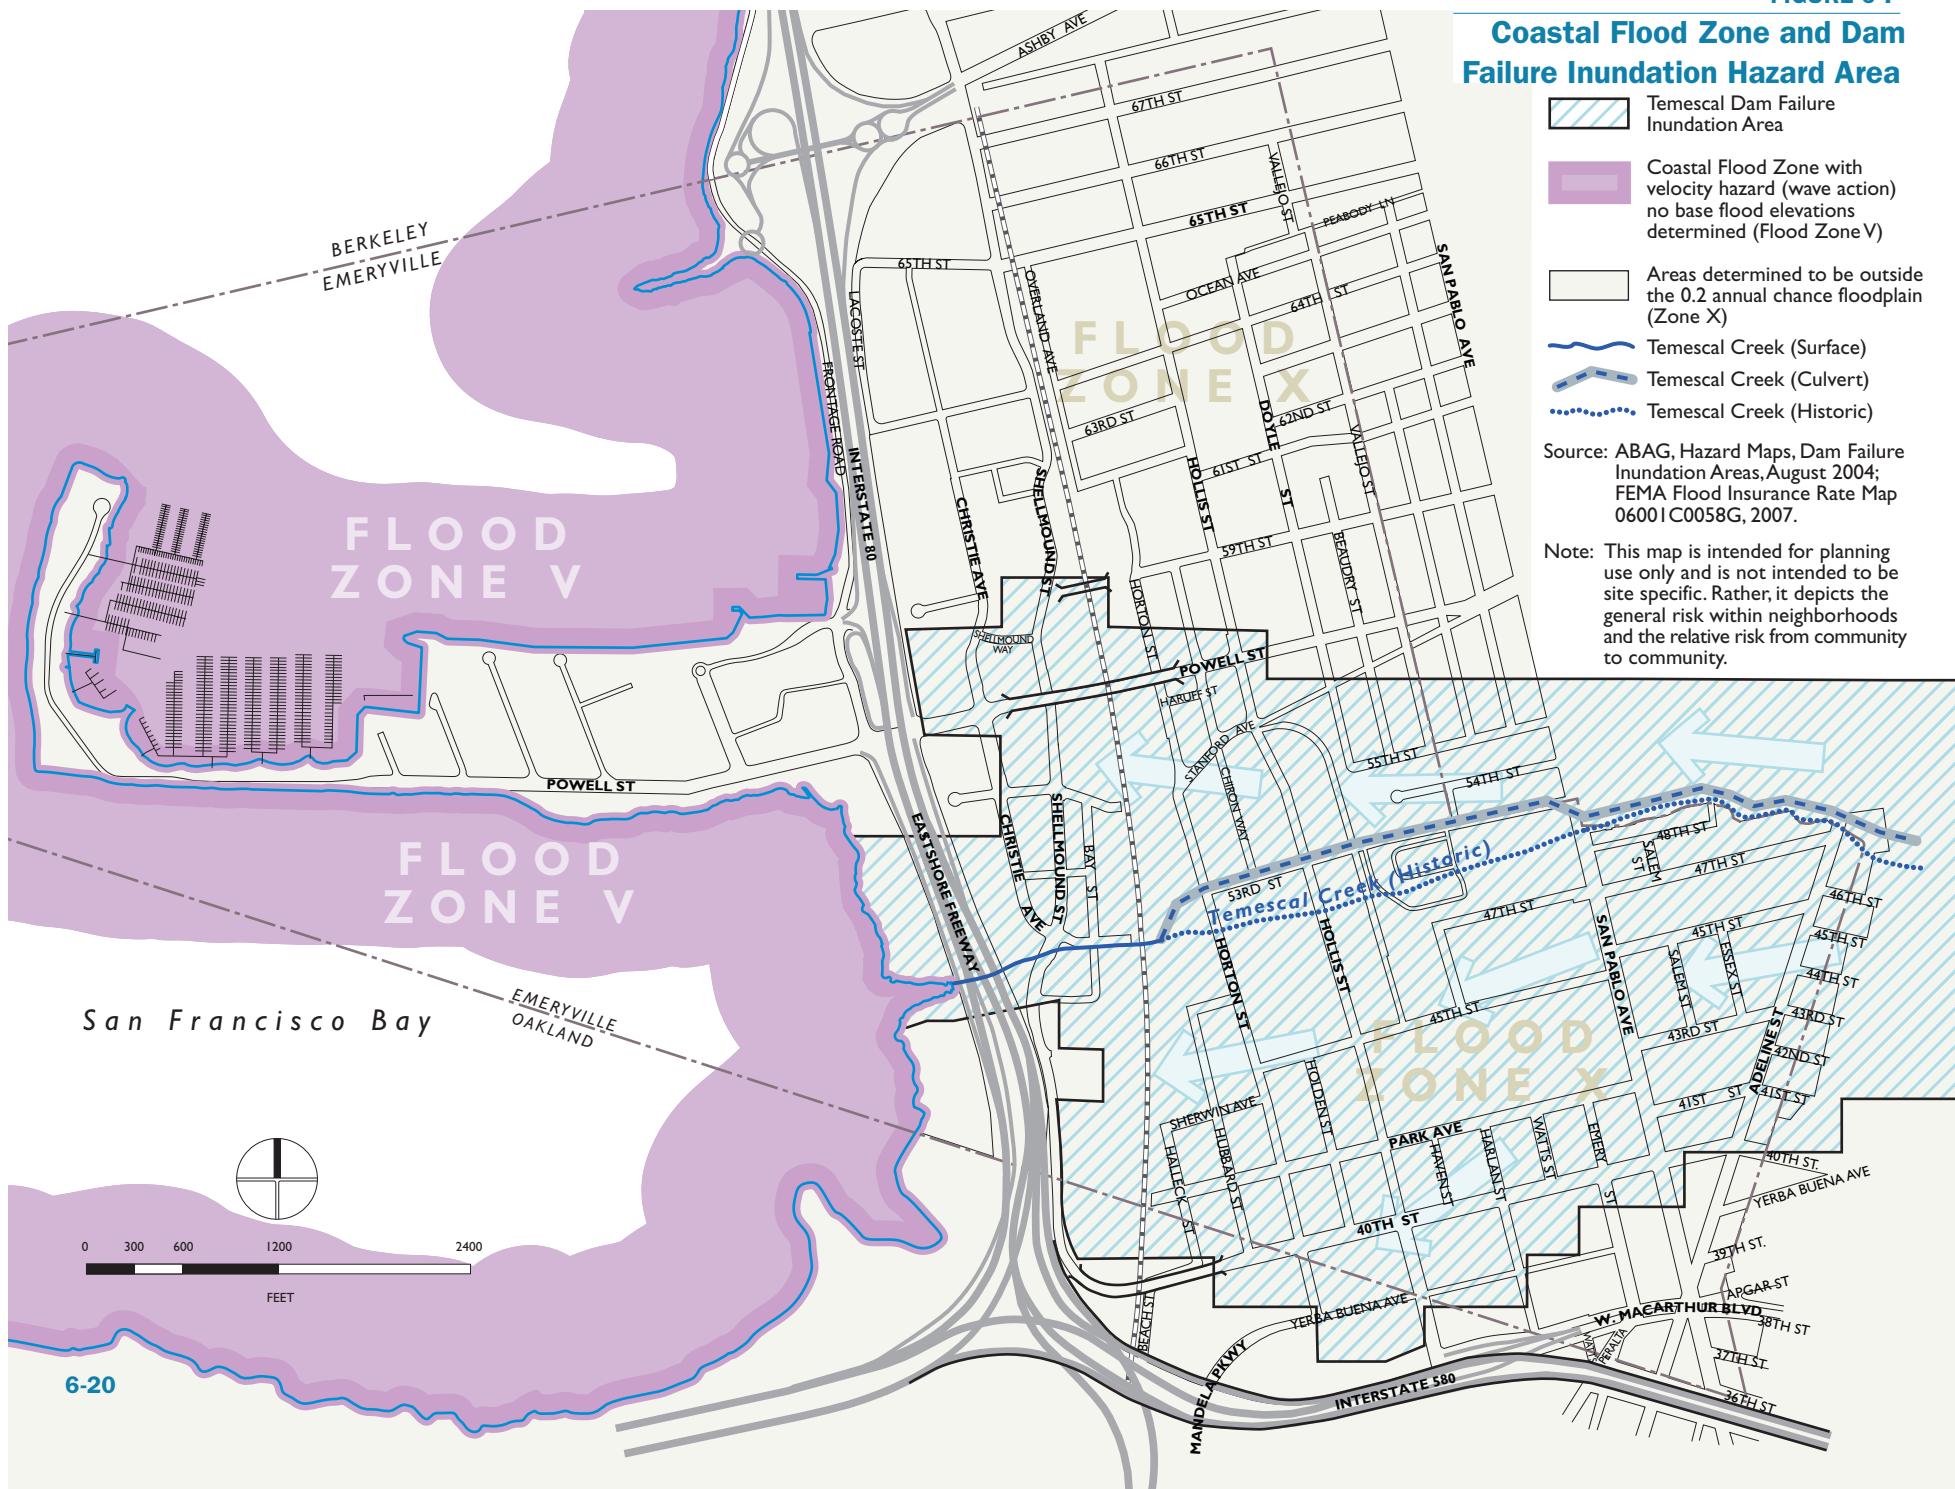 Coastal Flood Zone and Dam
Failure Inundation Hazard Area
Temescal Dam Failure
Inundation Area
Coastal Flood Zone with
velocity hazard (wave action)
no base flood elevations
determined (Flood Zone V)
Areas determined to be outside
the 0.2 annual chance floodplain
(Zone X)
Temescal Creek (Surface)
Temescal Creek (Culvert)
Temescal Creek (Historic)
Source: ABAG, Hazard Maps, Dam Failure
Inundation Areas, August 2004;
FEMA Flood Insurance Rate Map
06001C0058G, 2007.
Note: This map is intended for planning
use only and is not intended to be
site specific. Rather, it depicts the
general risk within neighborhoods
and the relative risk from community
to community.
ASHBY AVE
67TH ST
66TH ST
VALLEJO ST
65TH ST
PEABODY LN
BERKELEY
EMERYVILLE
65TH ST
OVERLAND AVE
OCEAN AVE
64TH ST
SAN PABLO AVE
LACOSTE ST
FRONTAGE ROAD
FLOOD
ZONE X
63RD ST
DOYLE ST
62ND ST
61ST ST
VALLEJO ST
INTERSTATE 80
CHRISTIE AVE
SHELLMOUND ST
HOLLIS ST
59TH ST
BEAUDRY ST
FLOOD
ZONE V
HORTON ST
SHELLMOUND
WAY
POWELL ST
HARUFF ST
STANFORD AVE
CHIRON WAY
55TH ST
54TH ST
POWELL ST
EASTSHORE FREEWAY
CHRISTIE AVE
SHELLMOUND ST
BAY ST
FLOOD
ZONE V
53RD ST
Temescal Creek (Historic)
48TH ST
SALEM ST
47TH ST
46TH ST
47TH ST
45TH ST
45TH ST
HORTON ST
HOLLIS ST
SAN PABLO AVE
SALEM ST
ESSEX ST
44TH ST
45TH ST
43RD ST
43RD ST
42ND ST
ADELINE ST
41ST ST
41ST ST
San Francisco Bay
EMERYVILLE
OAKLAND
FLOOD
ZONE X
HOLDEN ST
SHERWIN AVE
HUBBARD ST
HALLECK ST
PARK AVE
HAVEN ST
HARLAN ST
WATTS ST
EMERY ST
40TH ST
40TH ST.
YERBA BUENA AVE
39TH ST.
APGAR ST
W. MACARTHUR BLVD
38TH ST
37TH ST.
36TH ST
PERALTA
YERBA BUENA AVE
BEACH ST
MANDELA PKWY
INTERSTATE 580
0 300 600 1200 2400
FEET
6-20